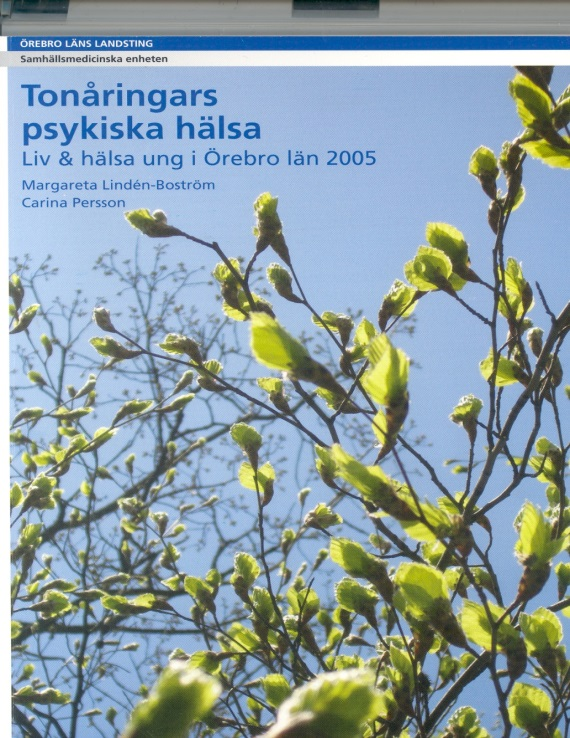 ÖREBRO LÄNS LANDSTING
Samhällsmedicinska enheten
Tonåringars
psykiska hälsa
Liv & hälsa ung i Örebro län 2005
Margareta Lindén-Boström
Carina Persson